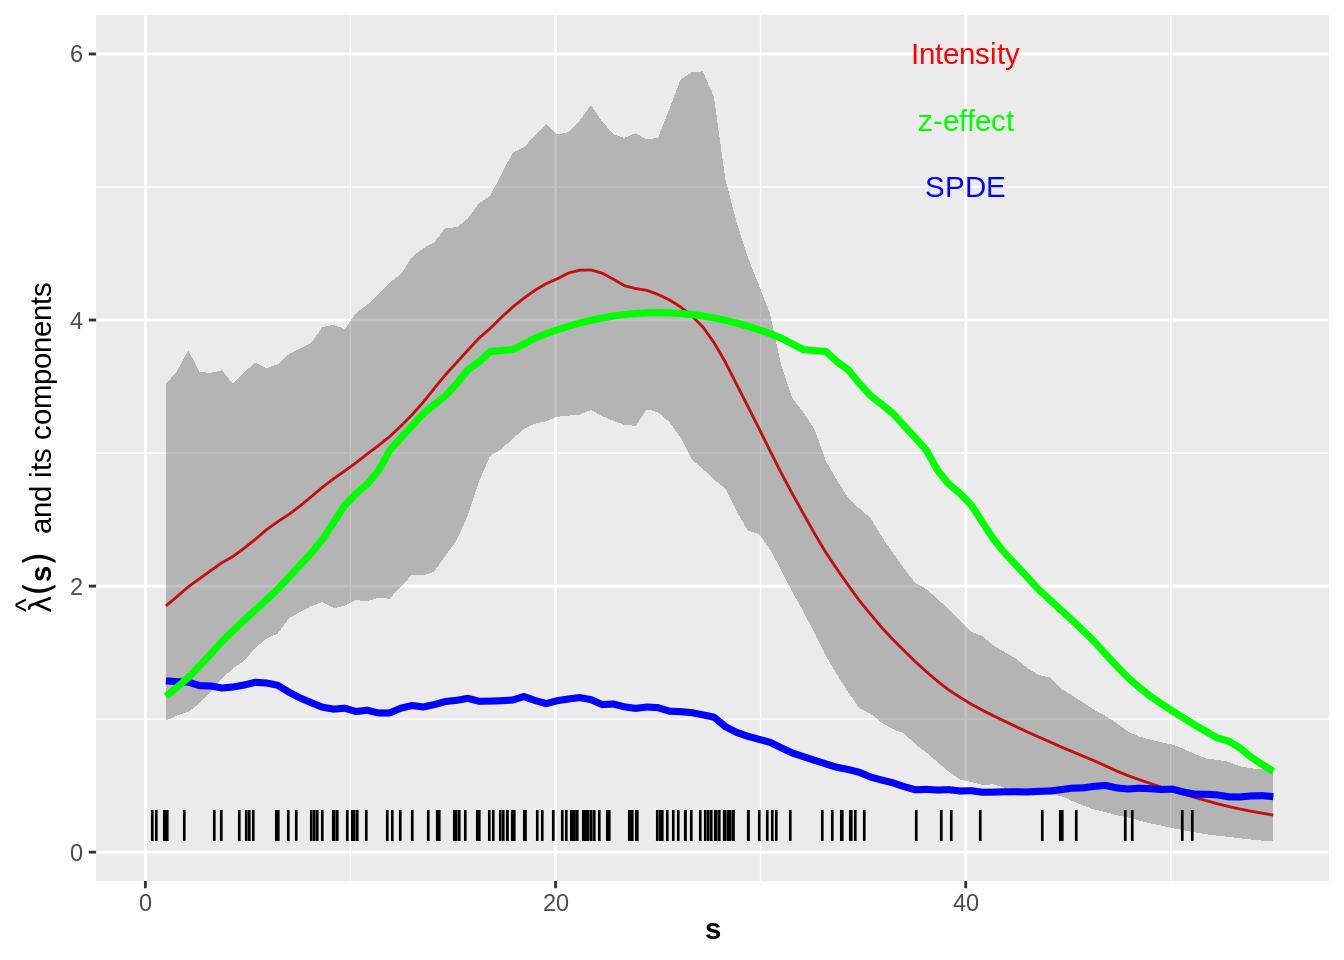 Intensity
z-effect
SPDE
6
4
2
0
λ̂(s) and its components
0 20 40
s